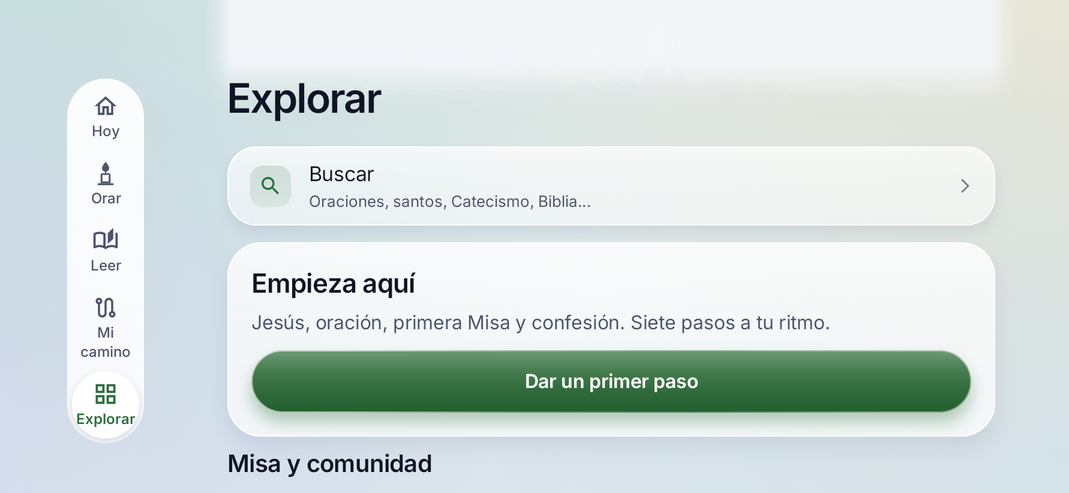 Explorar
Hoy
Orar
Leer
Mi
camino
Explorar
Buscar
Oraciones, santos, Catecismo, Biblia...
Empieza aquí
Jesús, oración, primera Misa y confesión. Siete pasos a tu ritmo.
Dar un primer paso
Misa y comunidad